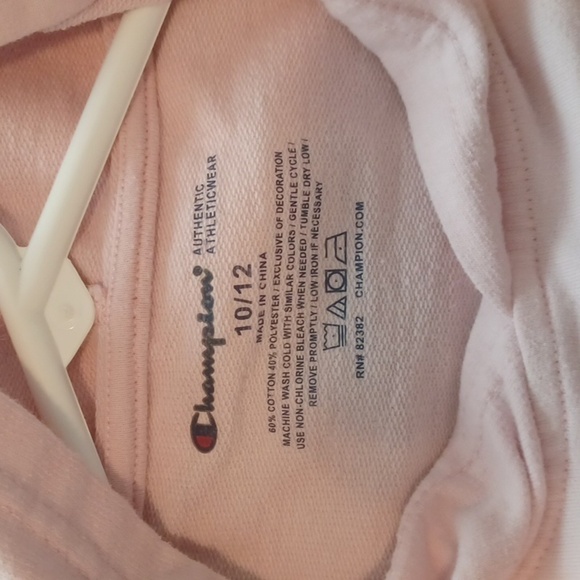 Champion
AUTHENTIC
ATHLETICWEAR
10/12
MADE IN CHINA
60% COTTON 40% POLYESTER / EXCLUSIVE OF DECORATION
MACHINE WASH COLD WITH SIMILAR COLORS / GENTLE CYCLE /
USE NON-CHLORINE BLEACH WHEN NEEDED / TUMBLE DRY LOW /
REMOVE PROMPTLY / LOW IRON IF NECESSARY
RN# 82382 CHAMPION.COM